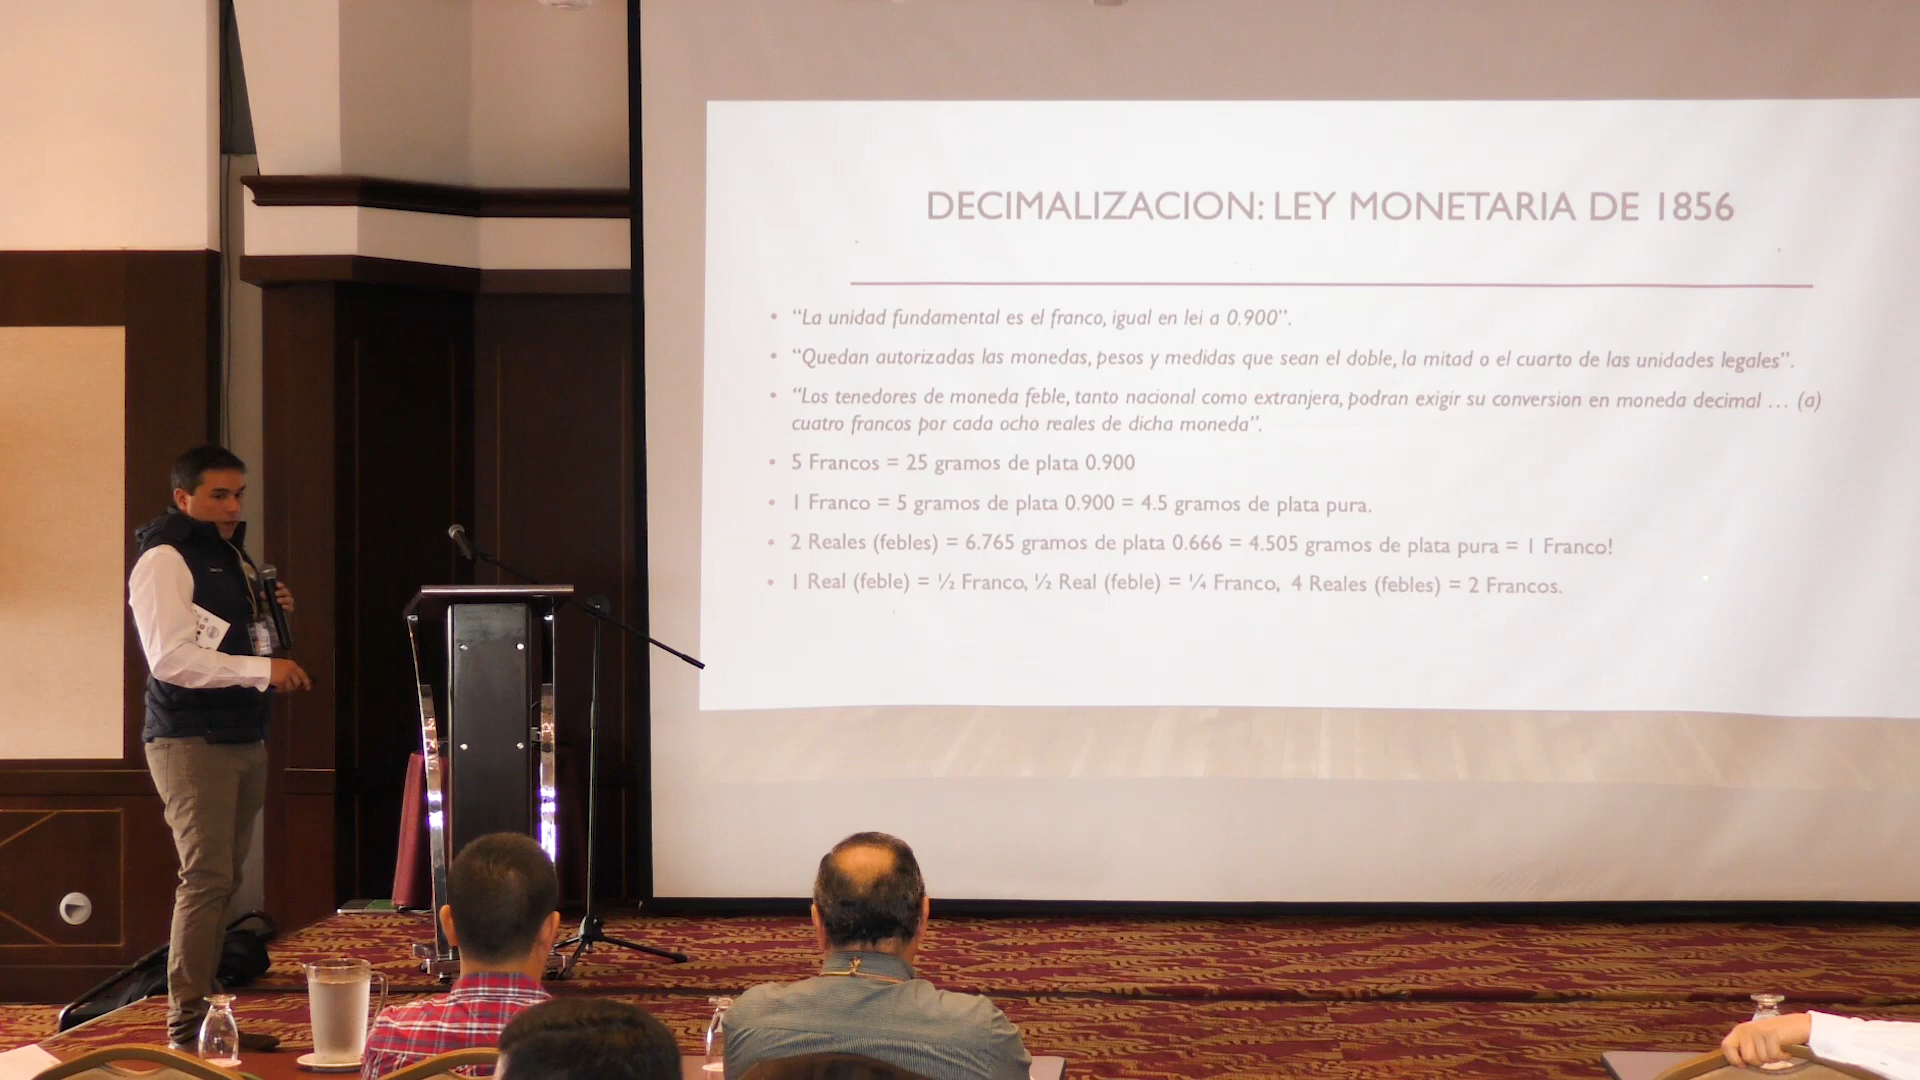 DECIMALIZACION: LEY MONETARIA DE 1856
• “La unidad fundamental es el franco, igual en lei a 0.900”.
• “Quedan autorizadas las monedas, pesos y medidas que sean el doble, la mitad o el cuarto de las unidades legales”.
• “Los tenedores de moneda feble, tanto nacional como extranjera, podran exigir su conversion en moneda decimal … (a)
cuatro francos por cada ocho reales de dicha moneda”.
• 5 Francos = 25 gramos de plata 0.900
• 1 Franco = 5 gramos de plata 0.900 = 4.5 gramos de plata pura.
• 2 Reales (febles) = 6.765 gramos de plata 0.666 = 4.505 gramos de plata pura = 1 Franco!
• 1 Real (feble) = ½ Franco, ½ Real (feble) = ¼ Franco, 4 Reales (febles) = 2 Francos.